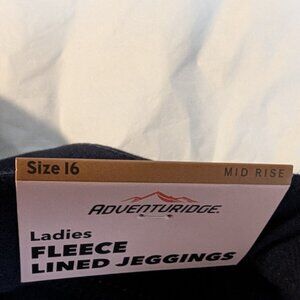 Size 16 MID RISE
ADVENTURIDGE
Ladies
FLEECE
LINED JEGGINGS